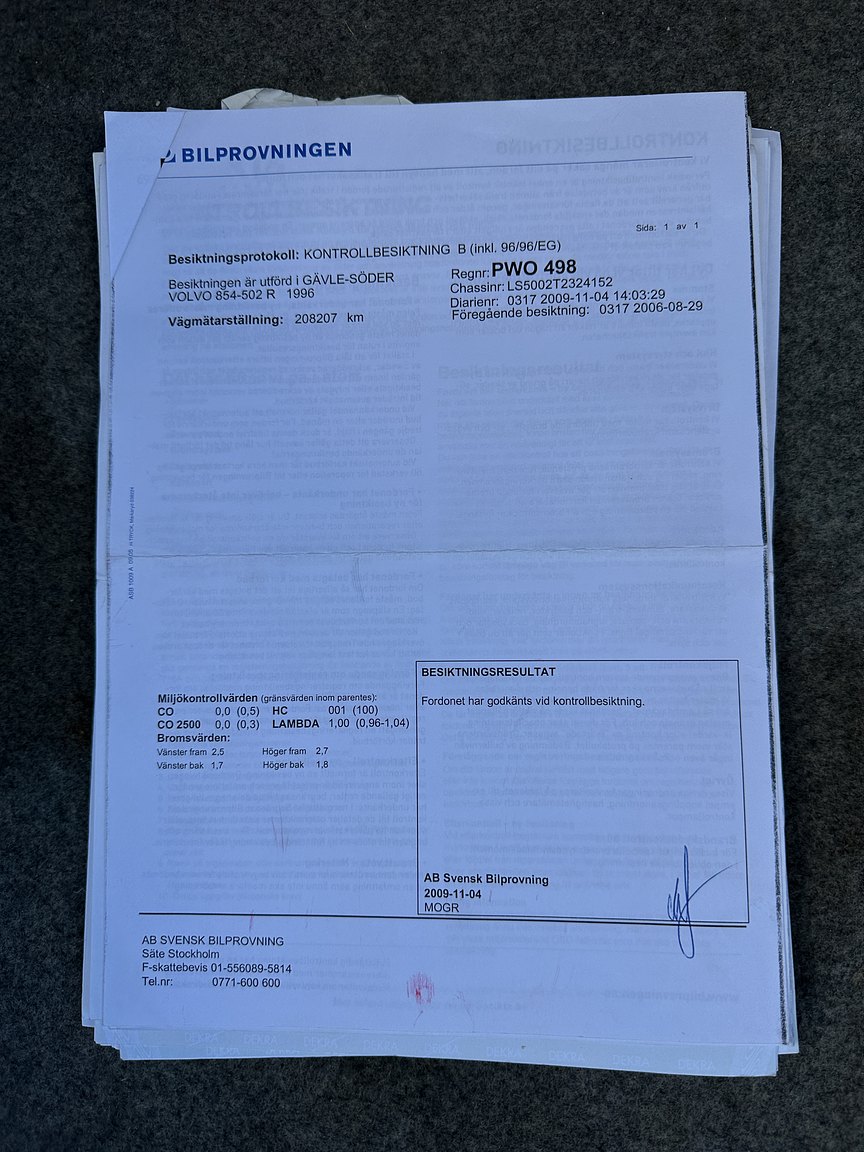 BILPROVNINGEN
Sida: 1 av 1
Besiktningsprotokoll: KONTROLLBESIKTNING B (inkl. 96/96/EG)
Besiktningen är utförd i GÄVLE-SÖDER
VOLVO 854-502 R 1996
Vägmätarställning: 208207 km
Regnr: PWO 498
Chassinr: LS5002T2324152
Diarienr: 0317 2009-11-04 14:03:29
Föregående besiktning: 0317 2006-08-29
Miljökontrollvärden (gränsvärden inom parentes):
CO 0,0 (0,5) HC 001 (100)
CO 2500 0,0 (0,3) LAMBDA 1,00 (0,96-1,04)
Bromsvärden:
Vänster fram 2,5 Höger fram 2,7
Vänster bak 1,7 Höger bak 1,8
BESIKTNINGSRESULTAT
Fordonet har godkänts vid kontrollbesiktning.
AB Svensk Bilprovning
2009-11-04
MOGR
AB SVENSK BILPROVNING
Säte Stockholm
F-skattebevis 01-556089-5814
Tel.nr: 0771-600 600
DEKRA DEKRA DEKRA DEKRA DEKRA